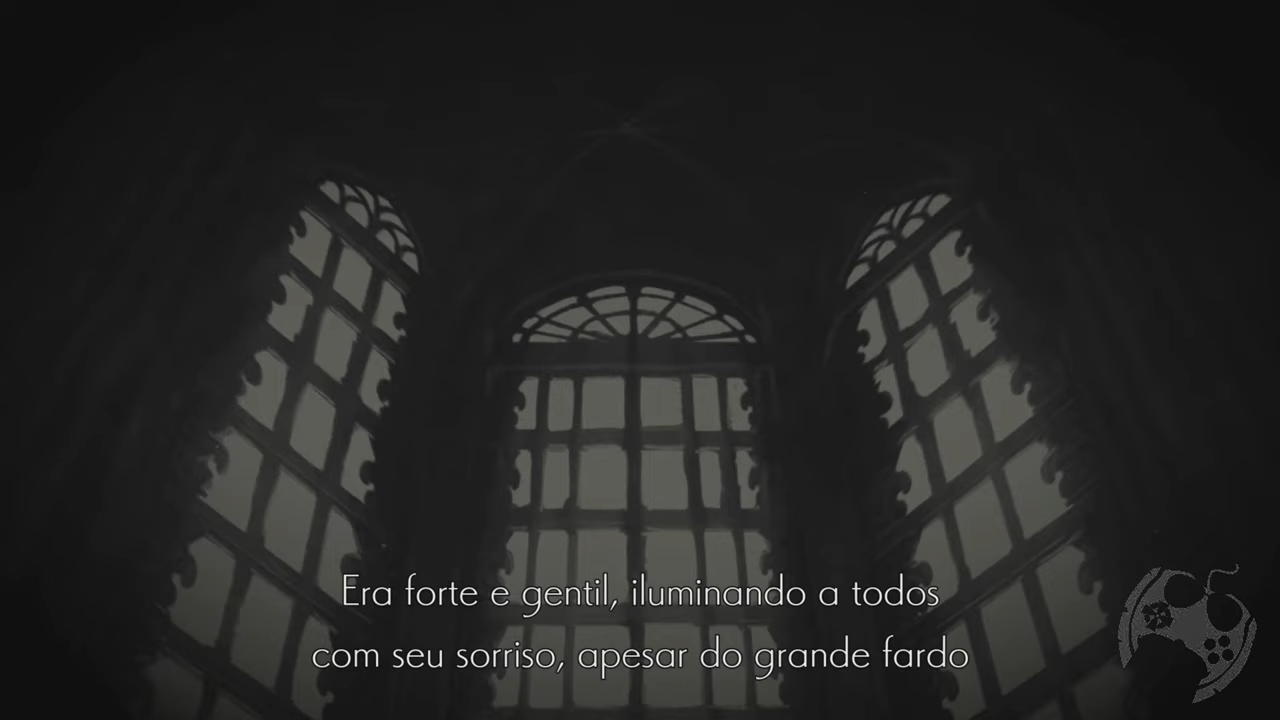 Era forte e gentil, iluminando a todos
com seu sorriso, apesar do grande fardo